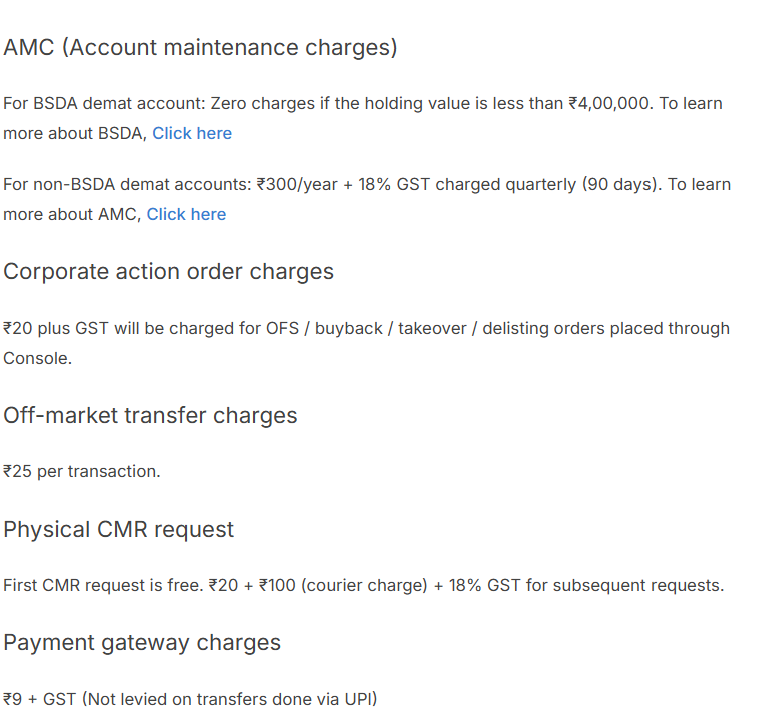 AMC (Account maintenance charges)
For BSDA demat account: Zero charges if the holding value is less than ₹4,00,000. To learn
more about BSDA, Click here
For non-BSDA demat accounts: ₹300/year + 18% GST charged quarterly (90 days). To learn
more about AMC, Click here
Corporate action order charges
₹20 plus GST will be charged for OFS / buyback / takeover / delisting orders placed through
Console.
Off-market transfer charges
₹25 per transaction.
Physical CMR request
First CMR request is free. ₹20 + ₹100 (courier charge) + 18% GST for subsequent requests.
Payment gateway charges
₹9 + GST (Not levied on transfers done via UPI)